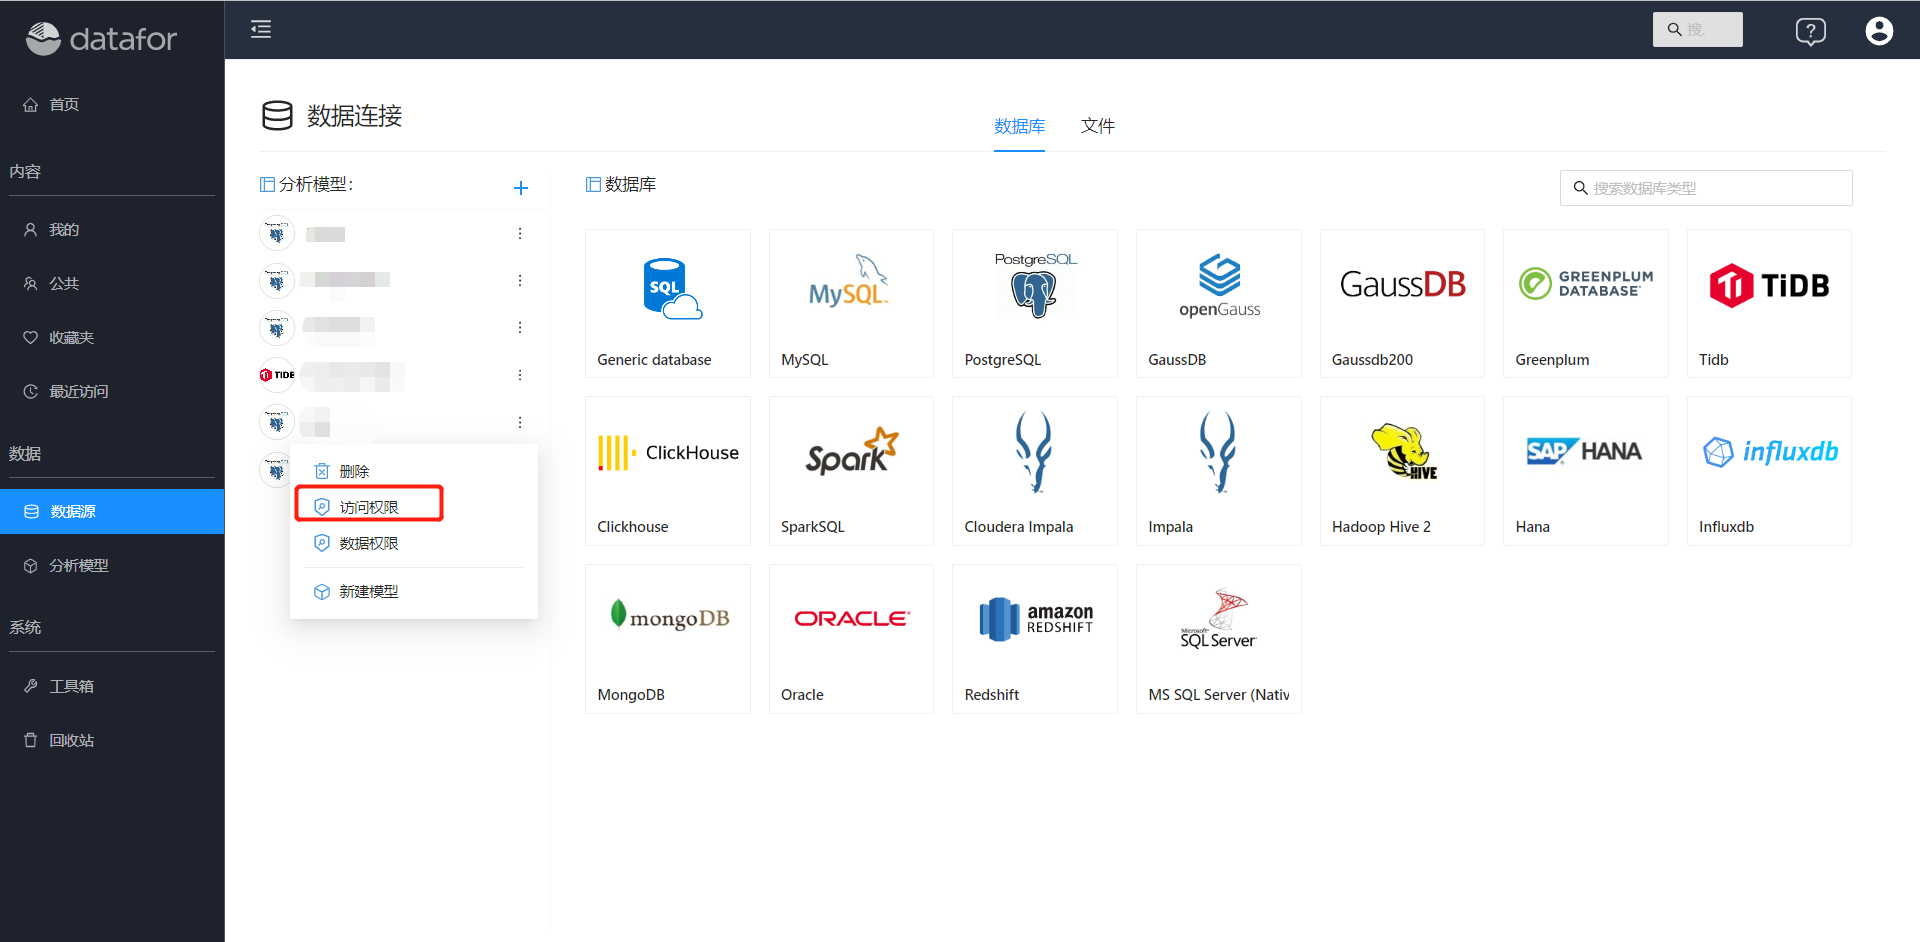 datafor
搜.
首页
内容
我的
公共
收藏夹
最近访问
数据
数据源
分析模型
系统
工具箱
回收站
数据连接
数据库
文件
分析模型:
TiDB
删除
访问权限
数据权限
新建模型
数据库
搜索数据库类型
SQL
Generic database
MySQL
MySQL
PostgreSQL
PostgreSQL
openGauss
GaussDB
GaussDB
Gaussdb200
GREENPLUM
DATABASE
Greenplum
TiDB
Tidb
ClickHouse
Clickhouse
Spark
SparkSQL
Cloudera Impala
Impala
HIVE
Hadoop Hive 2
SAP HANA
Hana
influxdb
Influxdb
mongoDB
MongoDB
ORACLE
Oracle
amazon
REDSHIFT
Redshift
Microsoft
SQL Server
MS SQL Server (Nativ